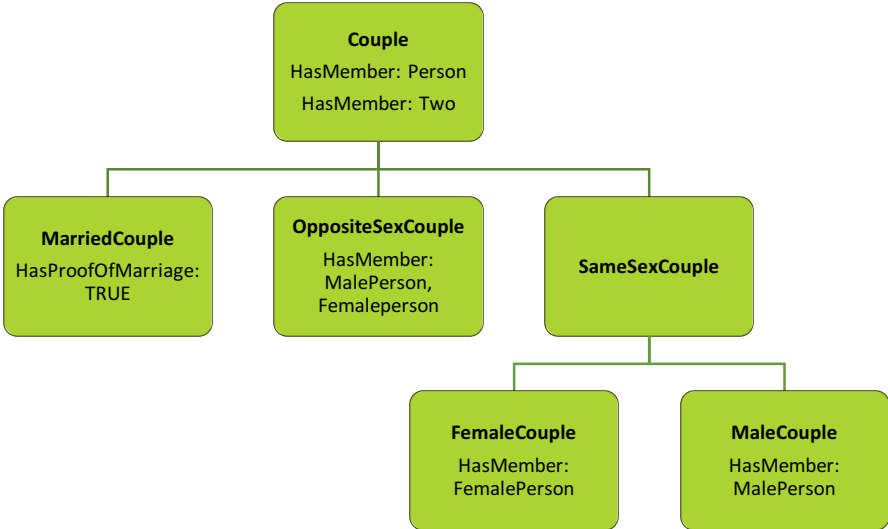 Couple
HasMember: Person
HasMember: Two
MarriedCouple
HasProofOfMarriage:
TRUE
OppositeSexCouple
HasMember:
MalePerson,
Femaleperson
SameSexCouple
FemaleCouple
HasMember:
FemalePerson
MaleCouple
HasMember:
MalePerson